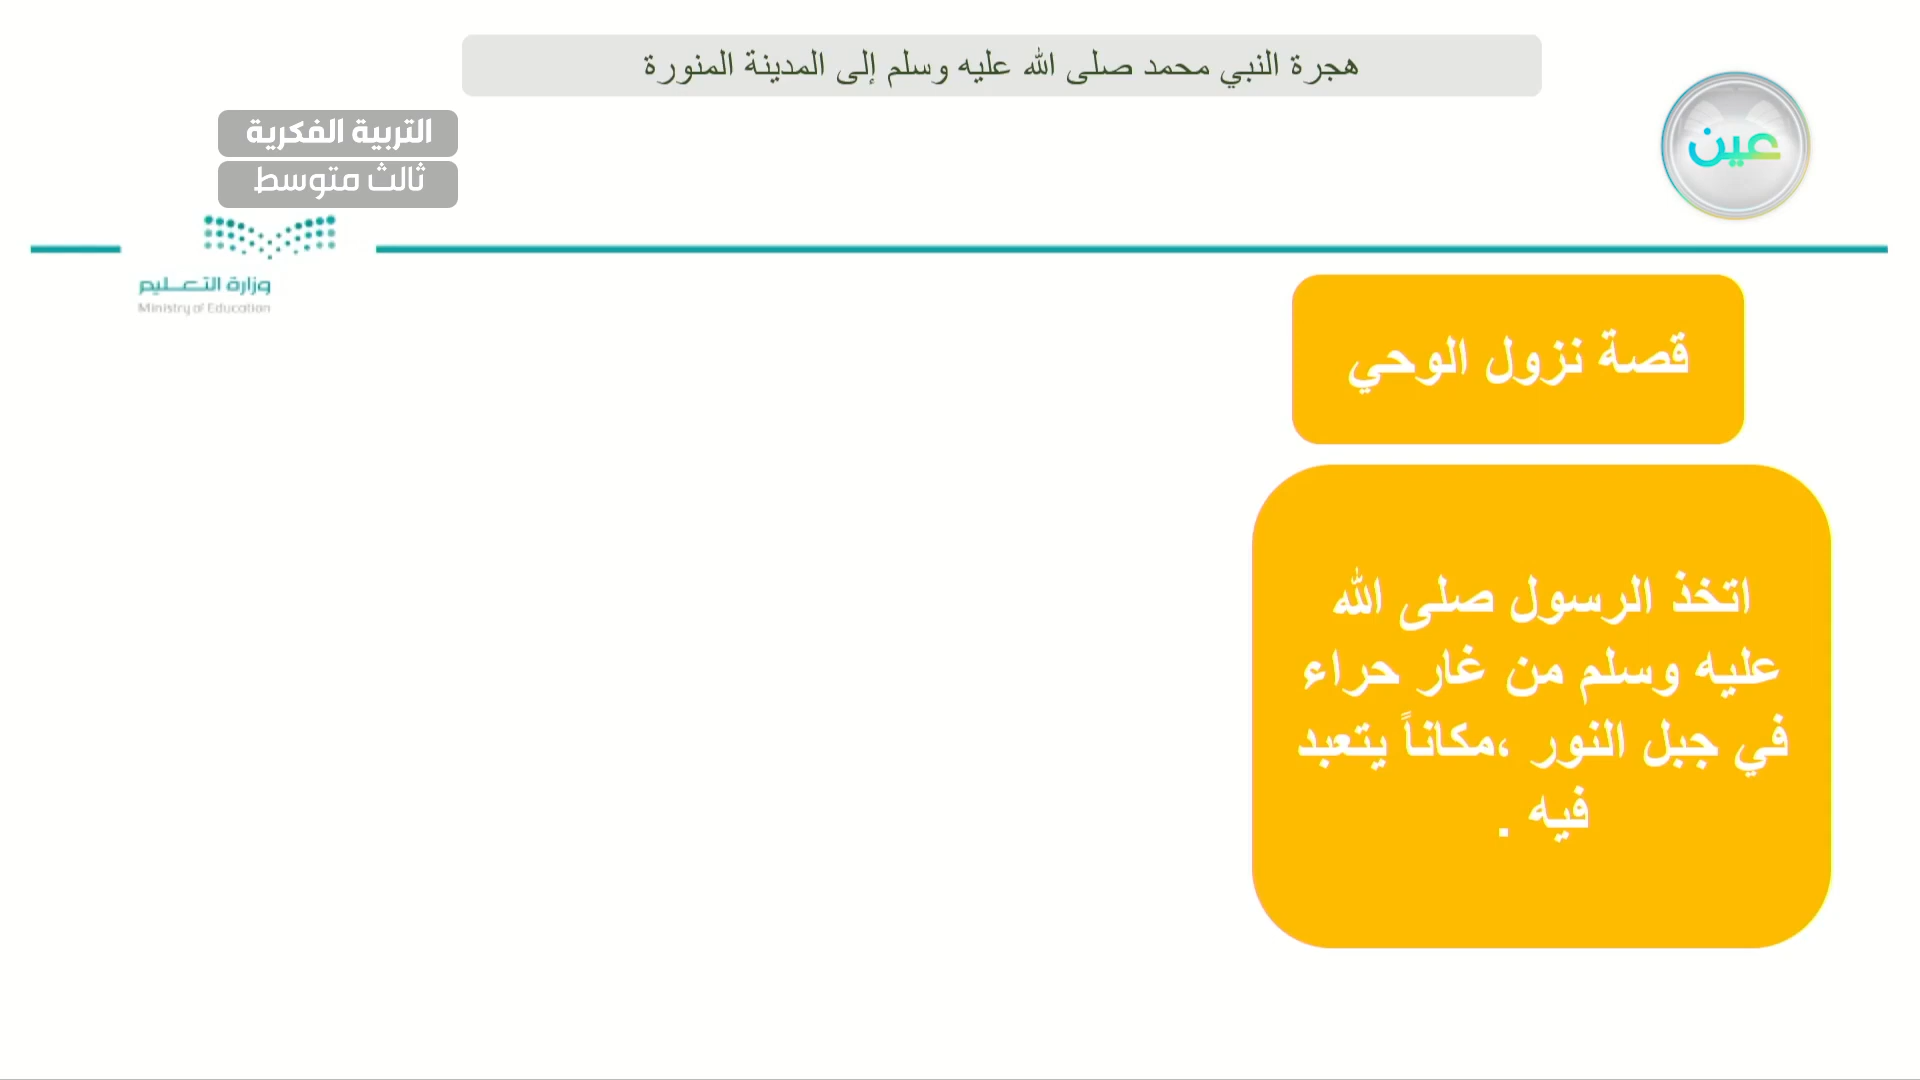 هجرة النبي محمد صلى الله عليه وسلم إلى المدينة المنورة
عين
التربية الفكرية
ثالث متوسط
وزارة التعليم
Ministry of Education
قصة نزول الوحي
اتخذ الرسول صلى الله
عليه وسلم من غار حراء
في جبل النور ،مكاناً يتعبد
فيه .